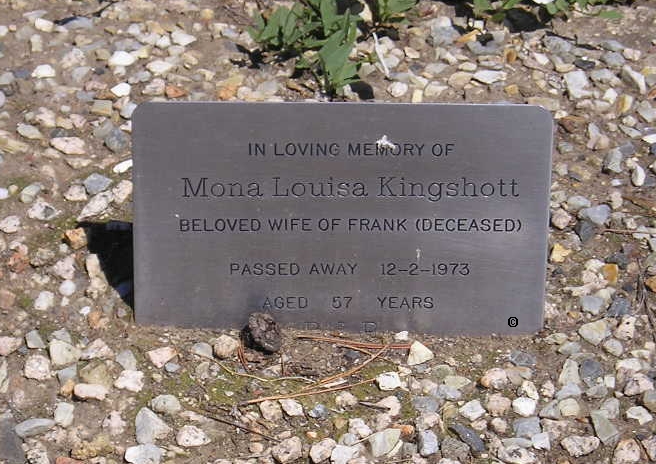 IN LOVING MEMORY OF
Mona Louisa Kingshott
BELOVED WIFE OF FRANK (DECEASED)
PASSED AWAY 12-2-1973
AGED 57 YEARS
©